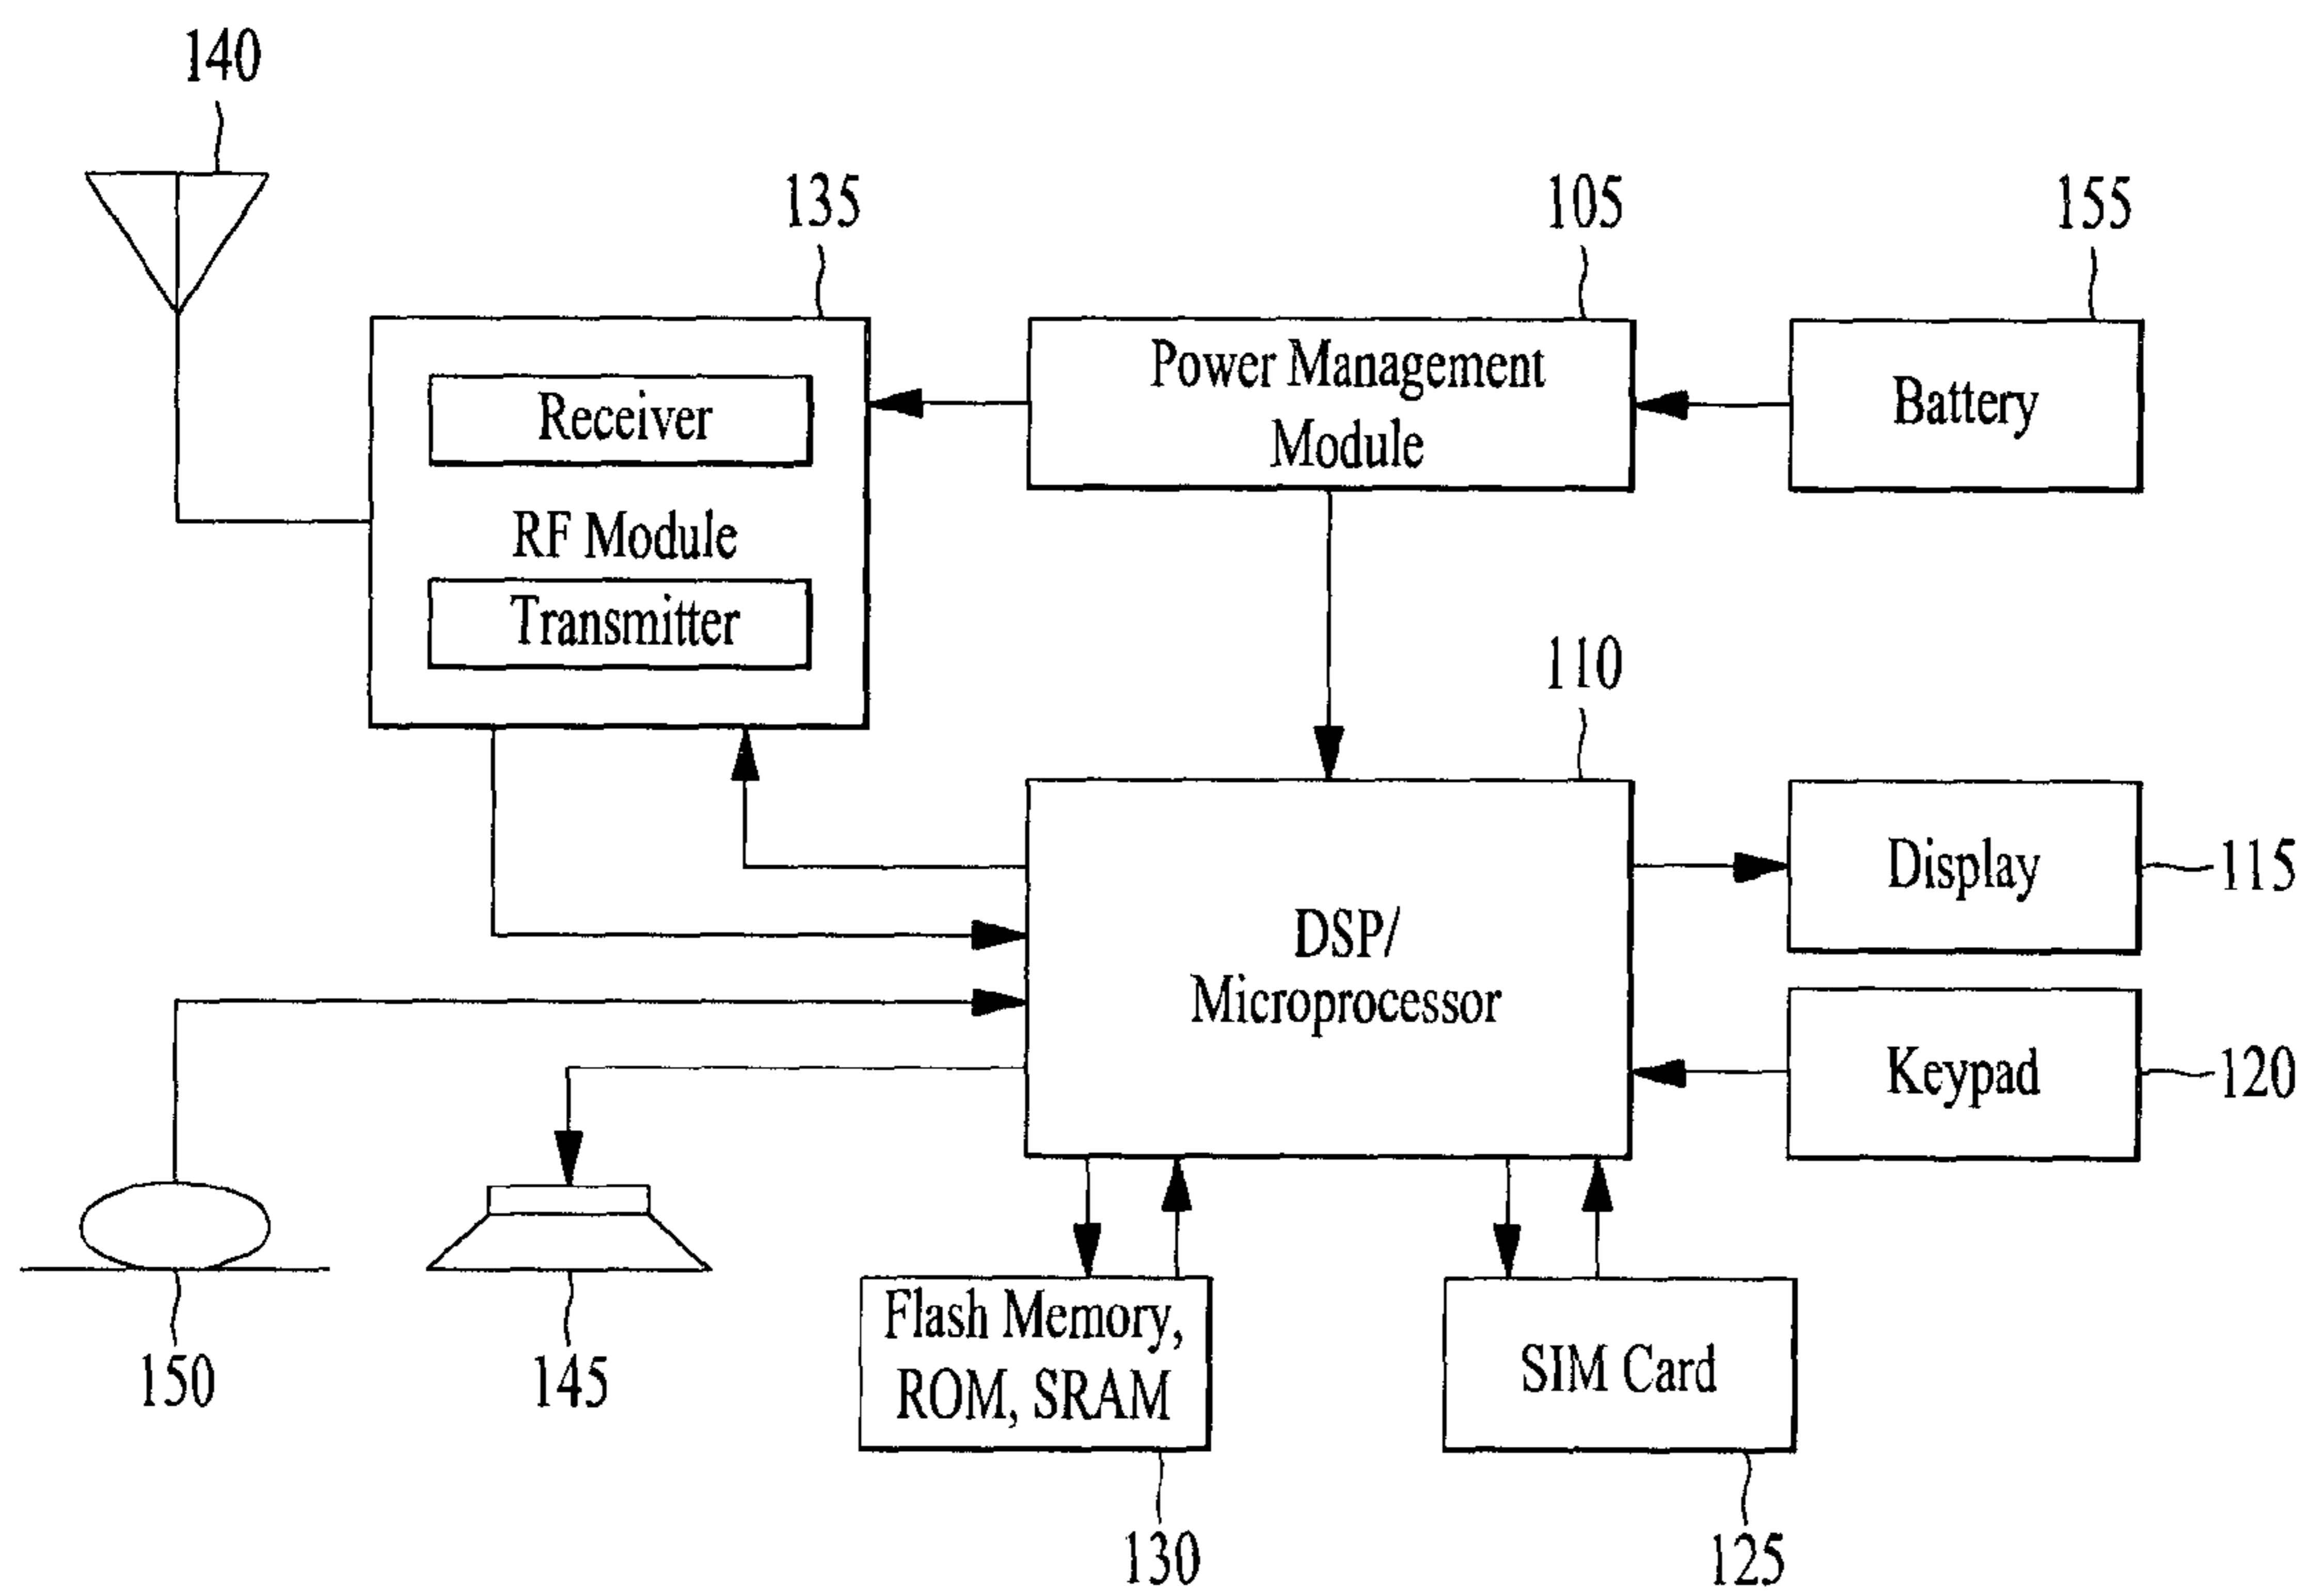 140
135
105
155
Receiver
RF Module
Transmitter
Power Management
Module
Battery
110
DSP/
Microprocessor
Display
115
Keypad
120
150
145
Flash Memory,
ROM, SRAM
SIM Card
130
125